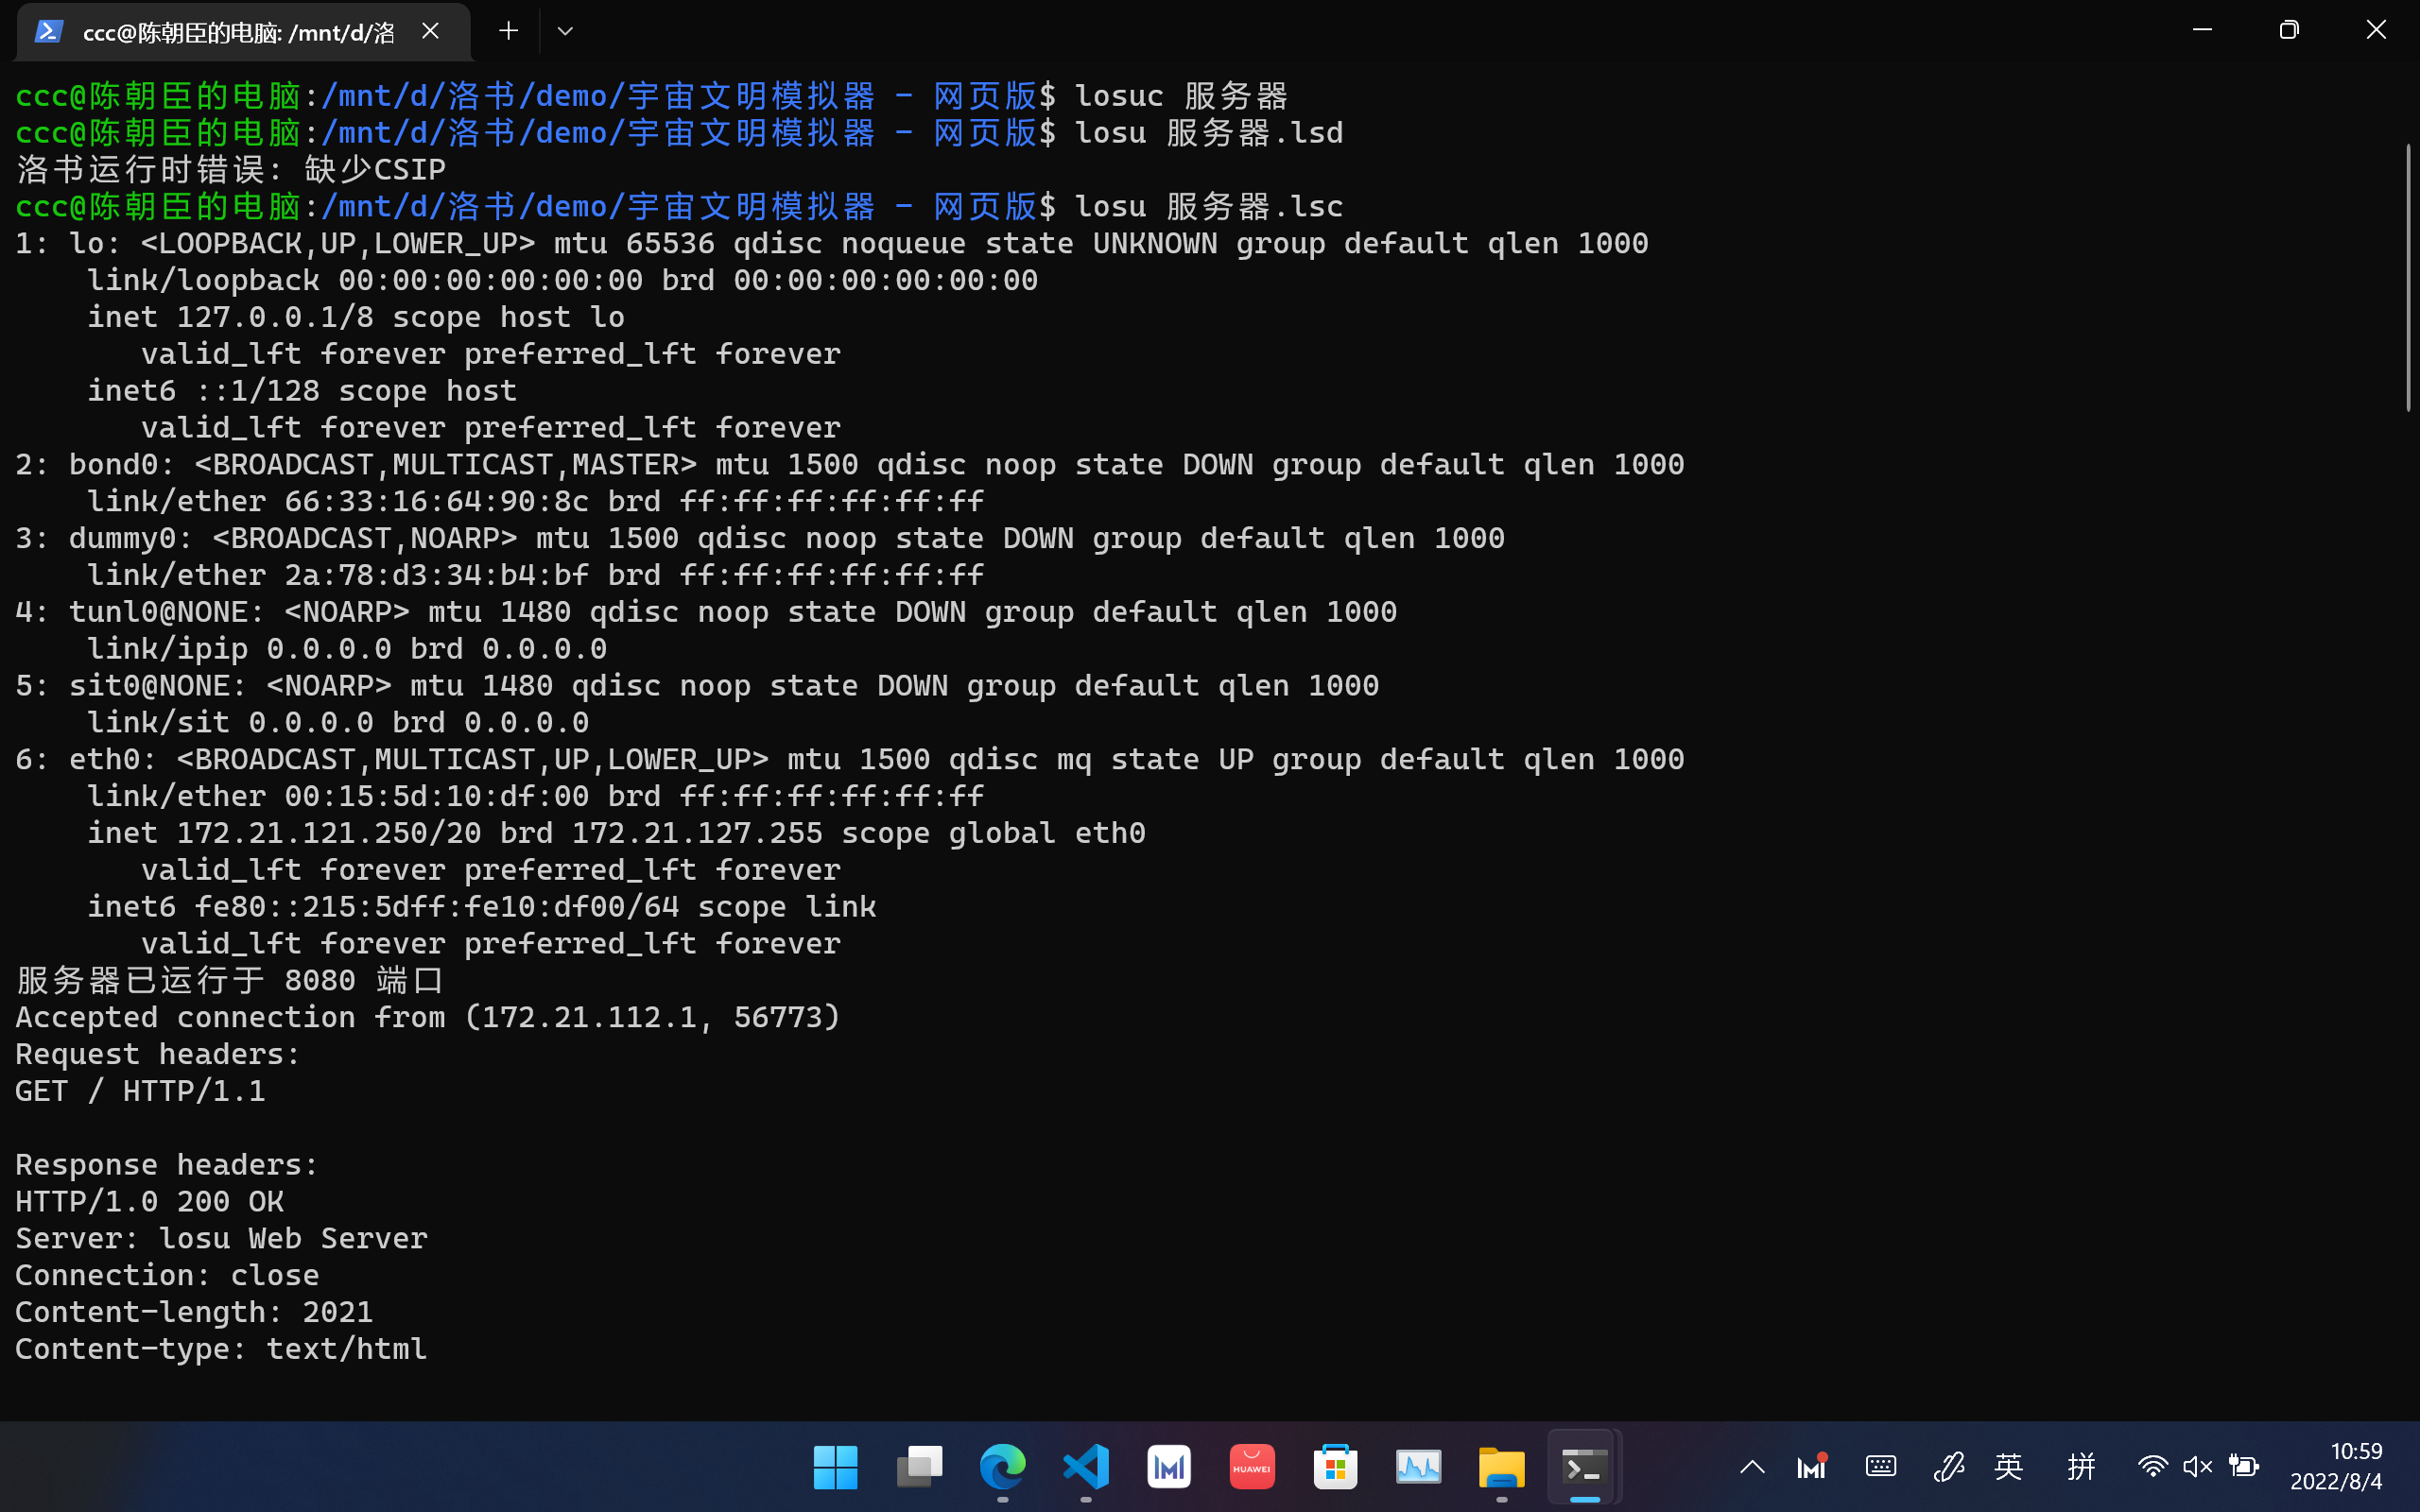 ccc@陈朝臣的电脑: /mnt/d/洛
ccc@陈朝臣的电脑:/mnt/d/洛书/demo/宇宙文明模拟器 - 网页版$ losuc 服务器
ccc@陈朝臣的电脑:/mnt/d/洛书/demo/宇宙文明模拟器 - 网页版$ losu 服务器.lsd
洛书运行时错误: 缺少CSIP
ccc@陈朝臣的电脑:/mnt/d/洛书/demo/宇宙文明模拟器 - 网页版$ losu 服务器.lsc
1: lo: <LOOPBACK,UP,LOWER_UP> mtu 65536 qdisc noqueue state UNKNOWN group default qlen 1000
    link/loopback 00:00:00:00:00:00 brd 00:00:00:00:00:00
    inet 127.0.0.1/8 scope host lo
       valid_lft forever preferred_lft forever
    inet6 ::1/128 scope host
       valid_lft forever preferred_lft forever
2: bond0: <BROADCAST,MULTICAST,MASTER> mtu 1500 qdisc noop state DOWN group default qlen 1000
    link/ether 66:33:16:64:90:8c brd ff:ff:ff:ff:ff:ff
3: dummy0: <BROADCAST,NOARP> mtu 1500 qdisc noop state DOWN group default qlen 1000
    link/ether 2a:78:d3:34:b4:bf brd ff:ff:ff:ff:ff:ff
4: tunl0@NONE: <NOARP> mtu 1480 qdisc noop state DOWN group default qlen 1000
    link/ipip 0.0.0.0 brd 0.0.0.0
5: sit0@NONE: <NOARP> mtu 1480 qdisc noop state DOWN group default qlen 1000
    link/sit 0.0.0.0 brd 0.0.0.0
6: eth0: <BROADCAST,MULTICAST,UP,LOWER_UP> mtu 1500 qdisc mq state UP group default qlen 1000
    link/ether 00:15:5d:10:df:00 brd ff:ff:ff:ff:ff:ff
    inet 172.21.121.250/20 brd 172.21.127.255 scope global eth0
       valid_lft forever preferred_lft forever
    inet6 fe80::215:5dff:fe10:df00/64 scope link
       valid_lft forever preferred_lft forever
服务器已运行于 8080 端口
Accepted connection from (172.21.112.1, 56773)
Request headers:
GET / HTTP/1.1

Response headers:
HTTP/1.0 200 OK
Server: losu Web Server
Connection: close
Content-length: 2021
Content-type: text/html
HUAWEI
英 拼
10:59
2022/8/4